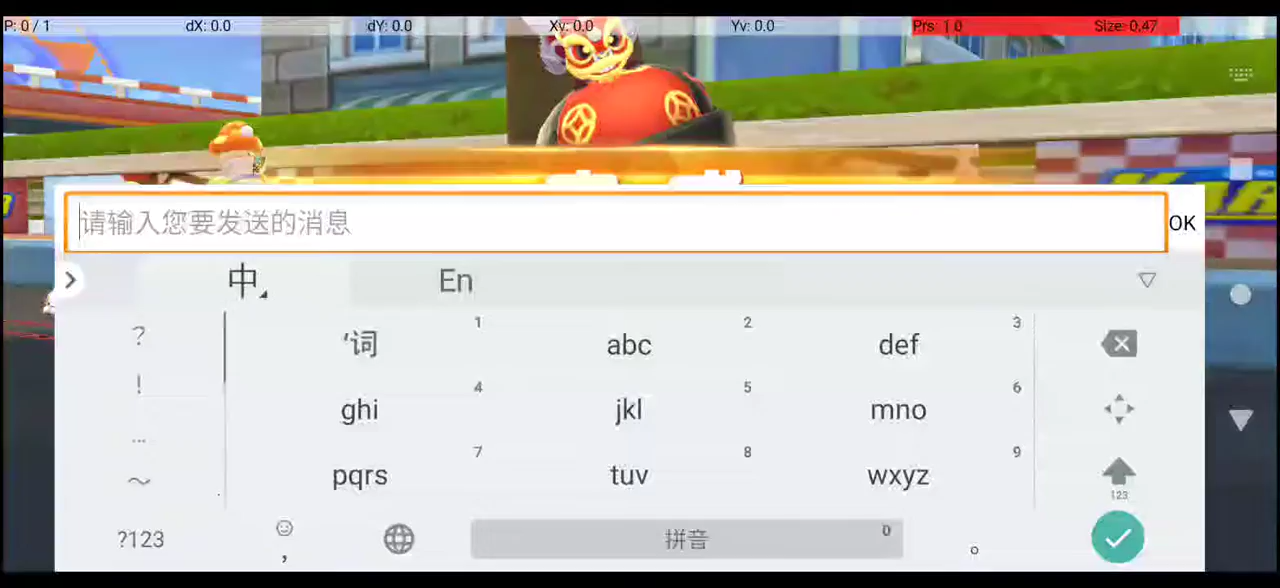 P: 0 / 1 dX: 0.0 dY: 0.0 Xv: 0.0 Yv: 0.0 Prs: 1.0 Size: 0.47
请输入您要发送的消息 OK
中 En
? '词 1 abc 2 def 3
! ghi 4 jkl 5 mno 6
... pqrs 7 tuv 8 wxyz 9
～ 123
?123 , 拼音 0 。